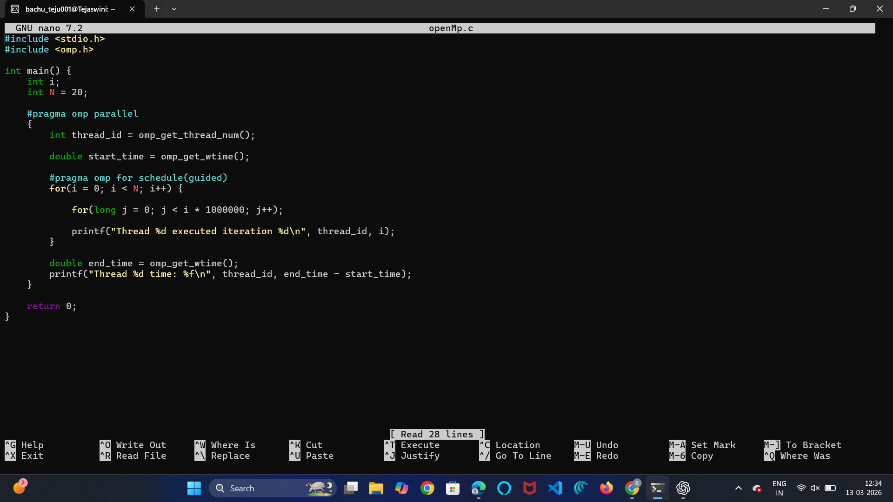 bachu_teju001@Tejaswini: ~
GNU nano 7.2 openMp.c
#include <stdio.h>
#include <omp.h>
int main() {
    int i;
    int N = 20;
    #pragma omp parallel
    {
        int thread_id = omp_get_thread_num();
        double start_time = omp_get_wtime();
        #pragma omp for schedule(guided)
        for(i = 0; i < N; i++) {
            for(long j = 0; j < i * 1000000; j++);
            printf("Thread %d executed iteration %d\n", thread_id, i);
        }
        double end_time = omp_get_wtime();
        printf("Thread %d time: %f\n", thread_id, end_time - start_time);
    }
    return 0;
}
[ Read 28 lines ]
^G Help ^O Write Out ^W Where Is ^K Cut ^T Execute ^C Location M-U Undo M-A Set Mark M-] To Bracket
^X Exit ^R Read File ^\ Replace ^U Paste ^J Justify ^/ Go To Line M-E Redo M-6 Copy ^Q Where Was
2 Search ENG 12:34
IN 13-03-2026